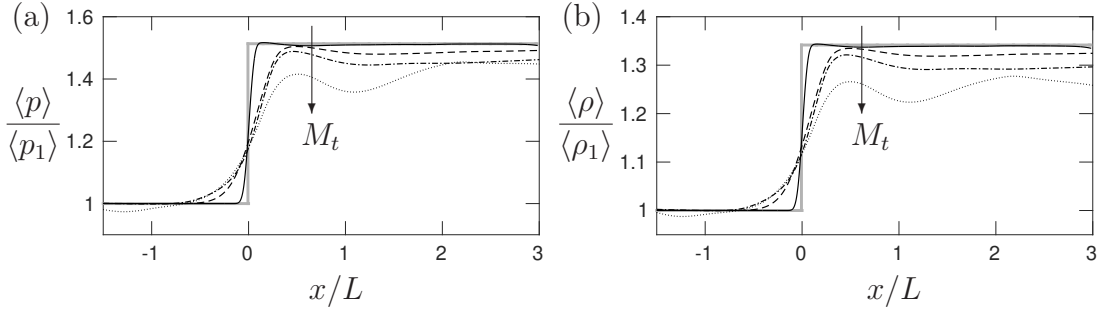 (a)
1.6
1.4
1.2
1
⟨p⟩
⟨p₁⟩
M_t
-1 0 1 2 3
x/L
(b)
1.4
1.3
1.2
1.1
1
⟨ρ⟩
⟨ρ₁⟩
M_t
-1 0 1 2 3
x/L